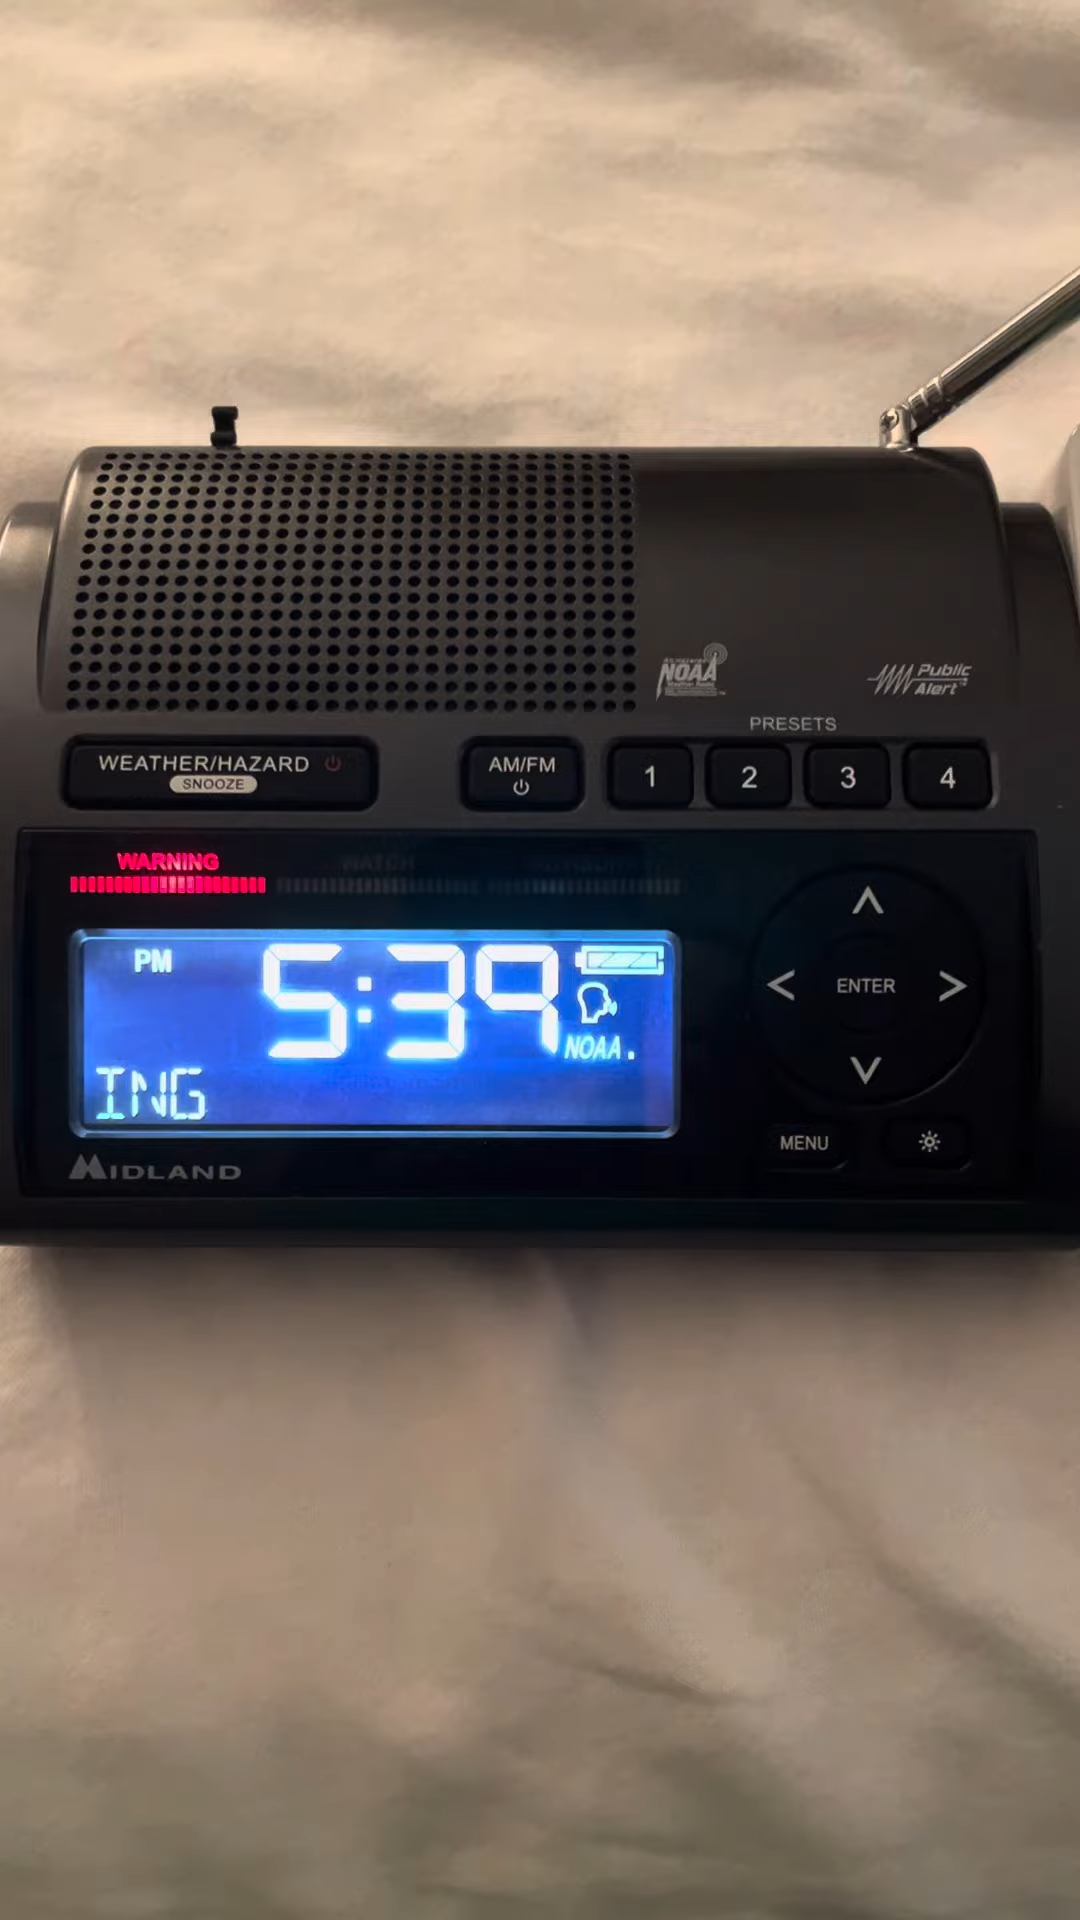 NOAA
Public
Alert™
PRESETS
WEATHER/HAZARD
SNOOZE
AM/FM
1
2
3
4
WARNING
PM
5:39
NOAA.
ING
<
ENTER
>
MENU
MIDLAND